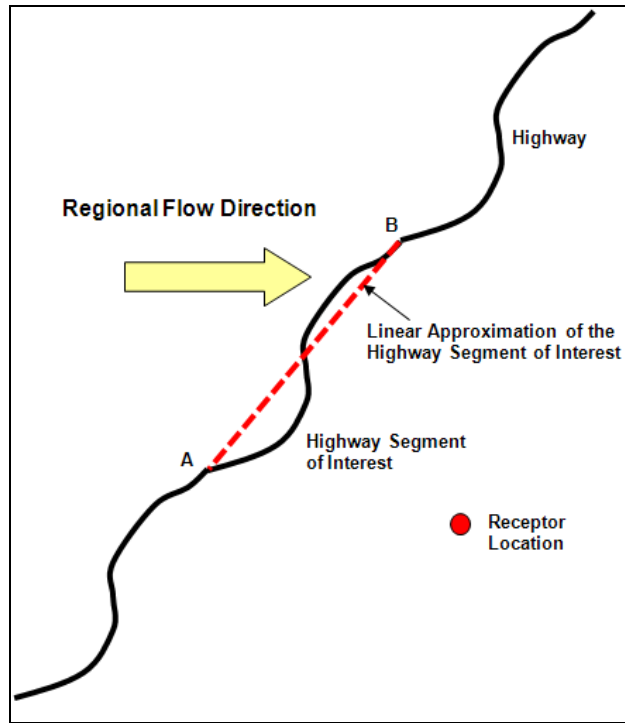 Highway
Regional Flow Direction
B
Linear Approximation of the
Highway Segment of Interest
A
Highway Segment
of Interest
Receptor
Location